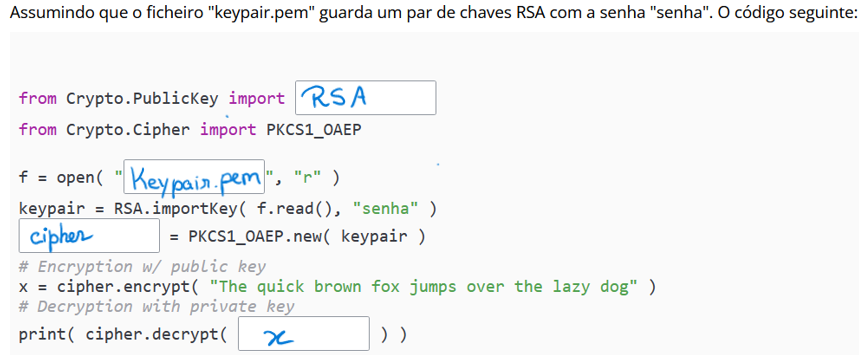 Assumindo que o ficheiro "keypair.pem" guarda um par de chaves RSA com a senha "senha". O código seguinte:
from Crypto.PublicKey import RSA
from Crypto.Cipher import PKCS1_OAEP
f = open( "Keypair.pem", "r" )
keypair = RSA.importKey( f.read(), "senha" )
cipher = PKCS1_OAEP.new( keypair )
# Encryption w/ public key
x = cipher.encrypt( "The quick brown fox jumps over the lazy dog" )
# Decryption with private key
print( cipher.decrypt( x ) )